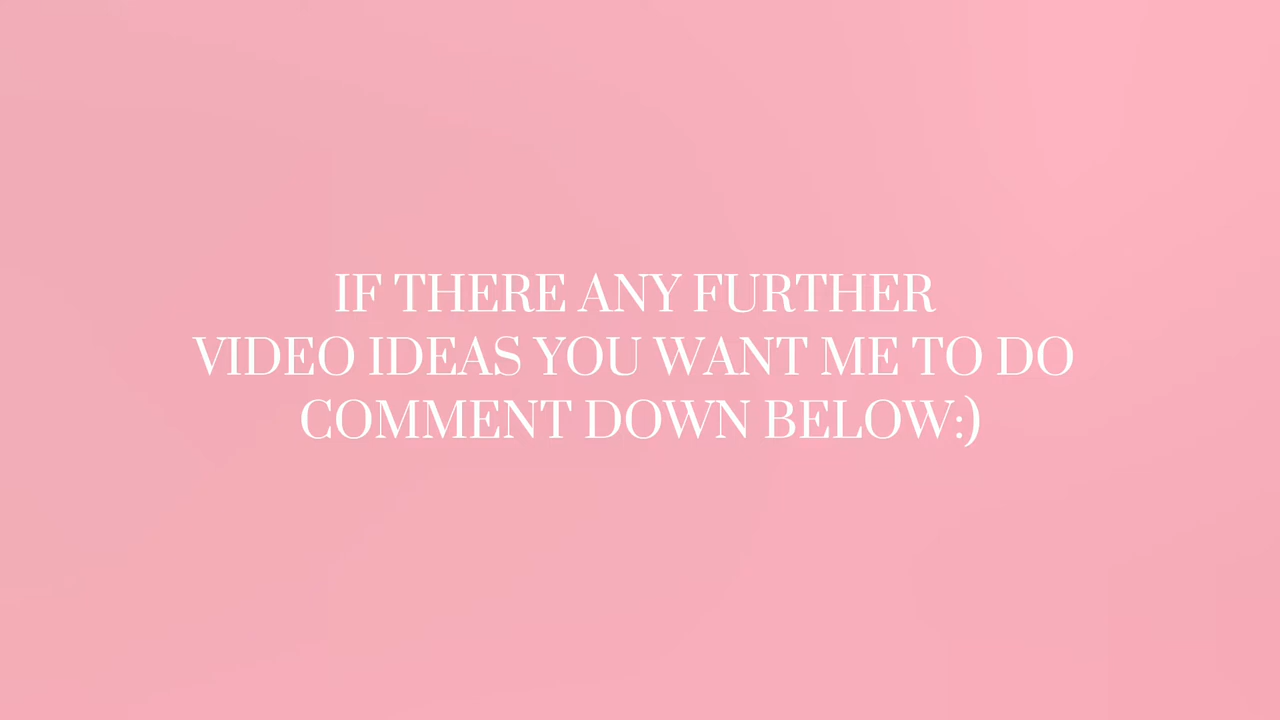 IF THERE ANY FURTHER
VIDEO IDEAS YOU WANT ME TO DO
COMMENT DOWN BELOW:)